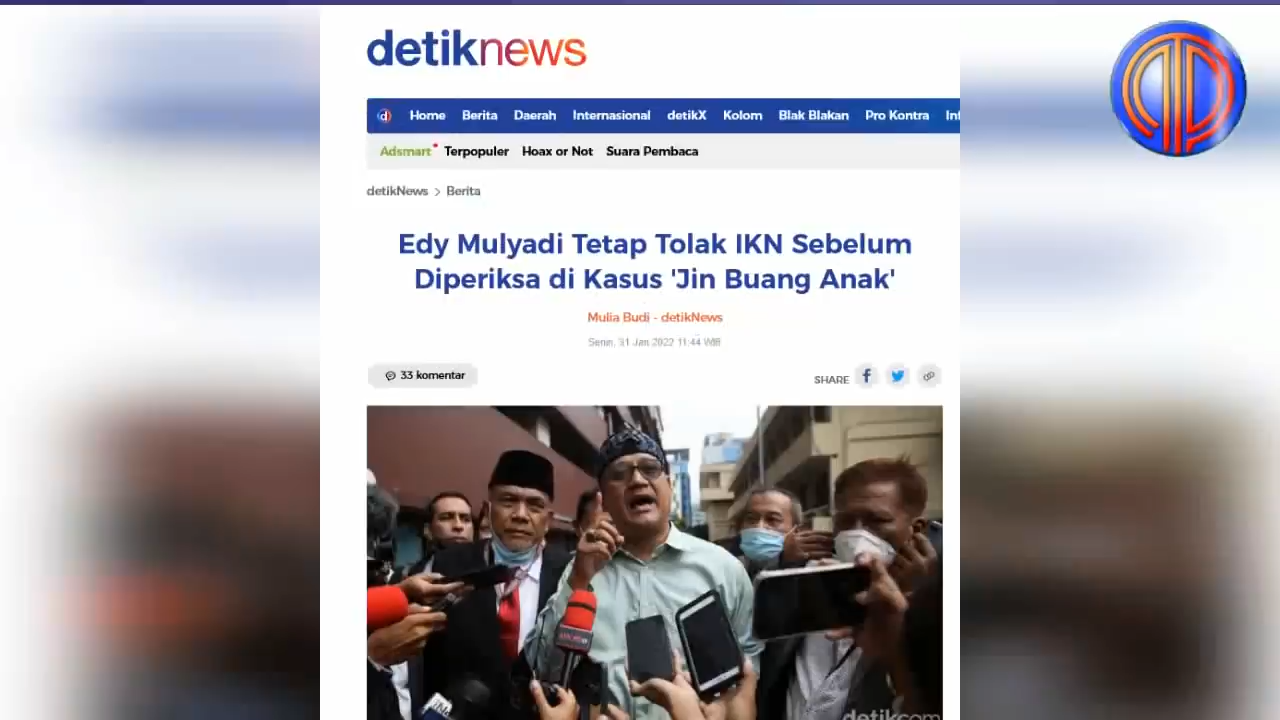 detiknews
Home Berita Daerah Internasional detikX Kolom Blak Blakan Pro Kontra Inf
Adsmart Terpopuler Hoax or Not Suara Pembaca
detikNews > Berita
Edy Mulyadi Tetap Tolak IKN Sebelum
Diperiksa di Kasus 'Jin Buang Anak'
Mulia Budi - detikNews
Senin, 31 Jan 2022 11:44 WIB
33 komentar
SHARE
detikcom